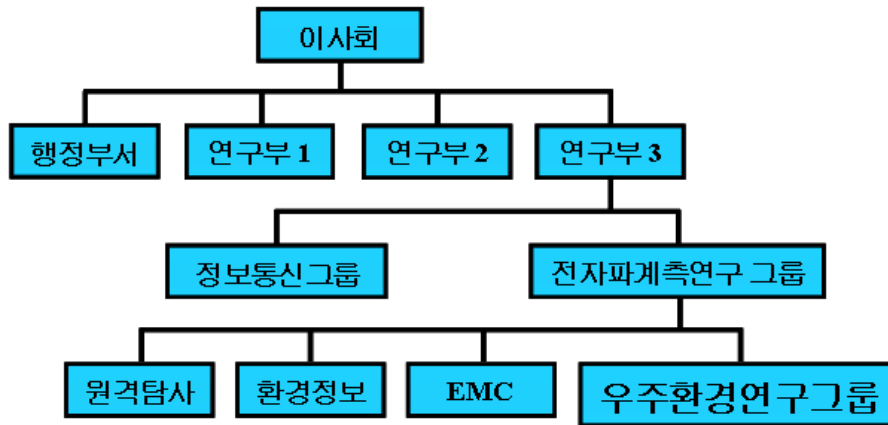 이사회
행정부서
연구부 1
연구부 2
연구부 3
정보통신그룹
전자파계측연구 그룹
원격탐사
환경정보
EMC
우주환경연구그룹